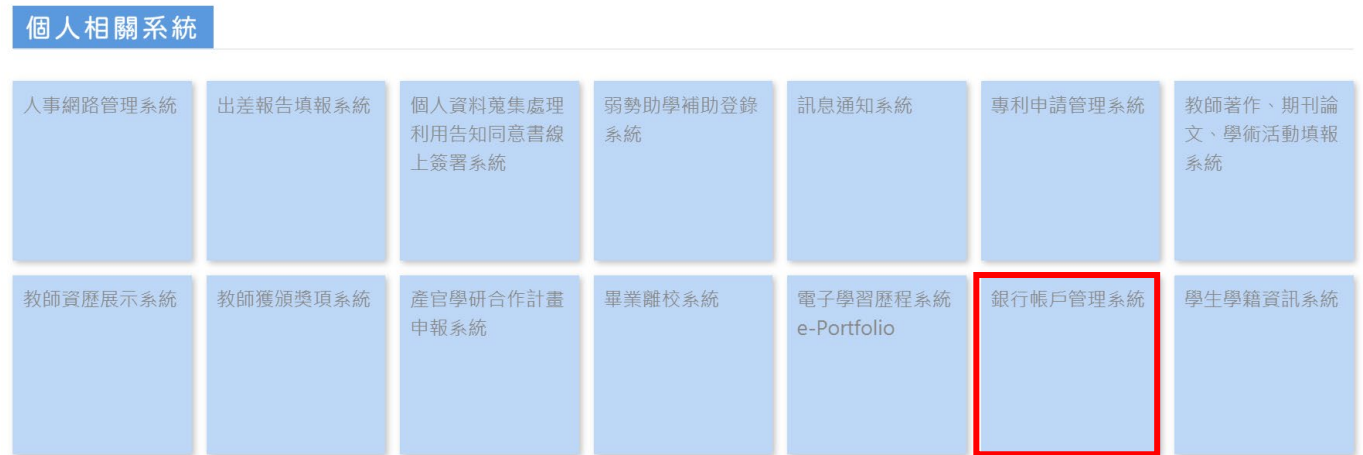 個人相關系統
人事網路管理系統
出差報告填報系統
個人資料蒐集處理
利用告知同意書線
上簽署系統
弱勢助學補助登錄
系統
訊息通知系統
專利申請管理系統
教師著作、期刊論
文、學術活動填報
系統
教師資歷展示系統
教師獲頒獎項系統
產官學研合作計畫
申報系統
畢業離校系統
電子學習歷程系統
e-Portfolio
銀行帳戶管理系統
學生學籍資訊系統